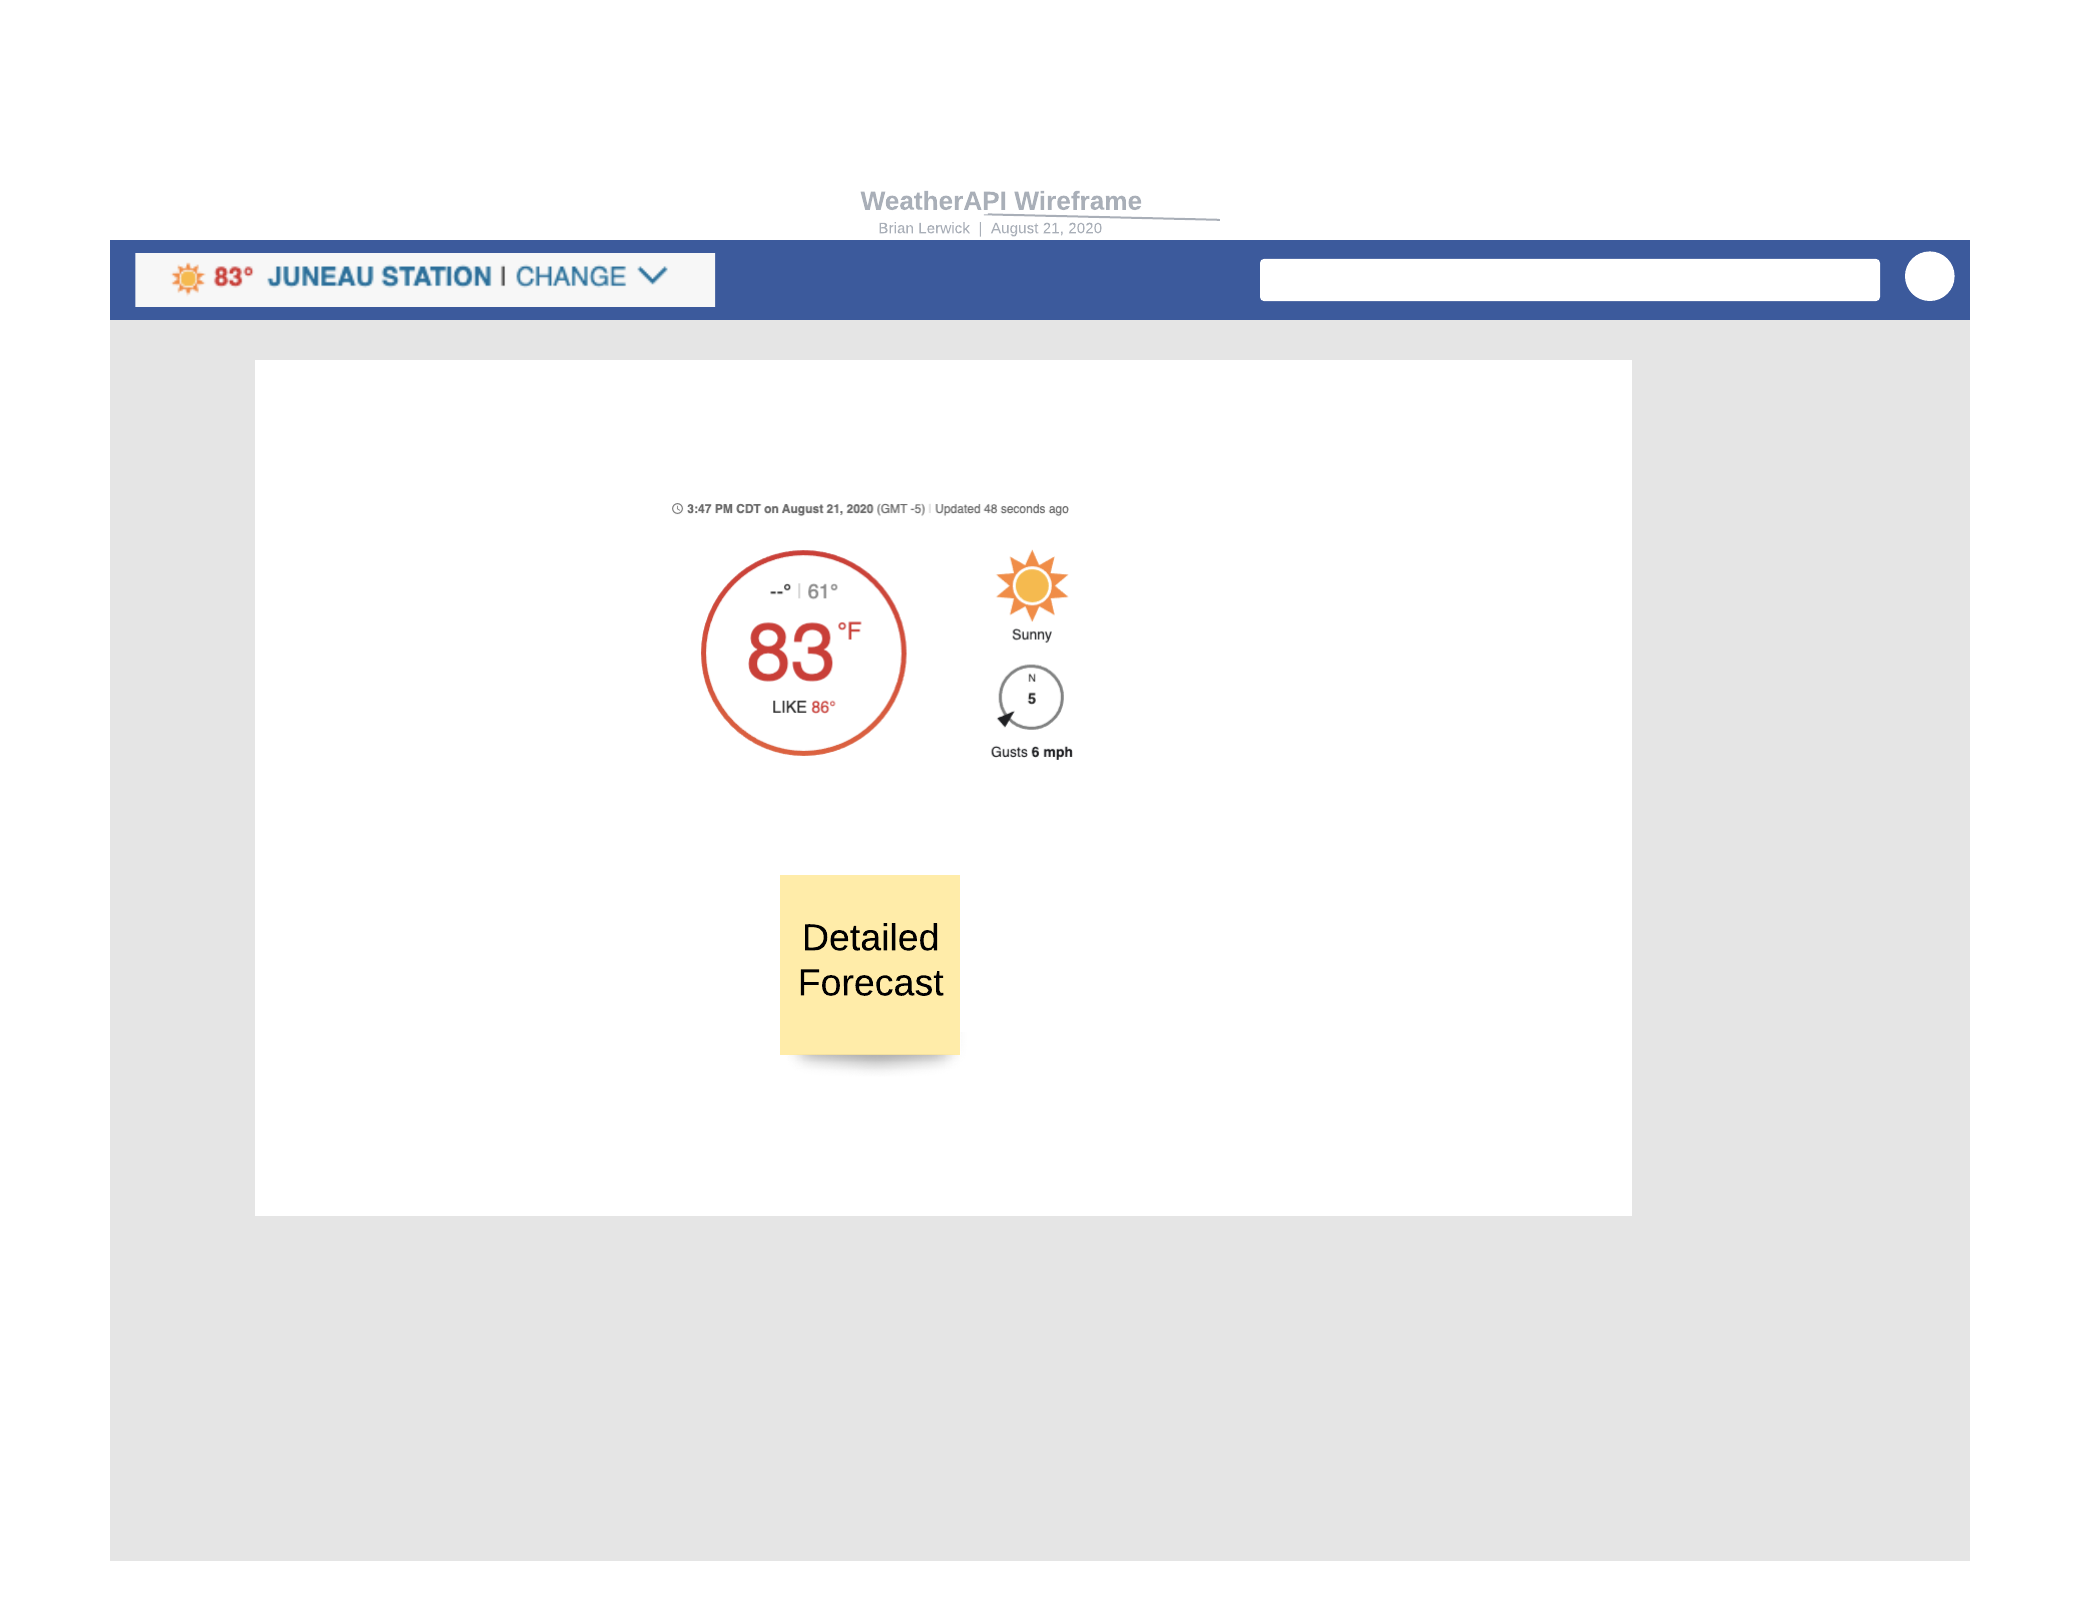 WeatherAPI Wireframe
Brian Lerwick | August 21, 2020
83° JUNEAU STATION | CHANGE
3:47 PM CDT on August 21, 2020 (GMT -5) | Updated 48 seconds ago
--° | 61°
83 °F
LIKE 86°
Sunny
N
5
Gusts 6 mph
Detailed
Forecast